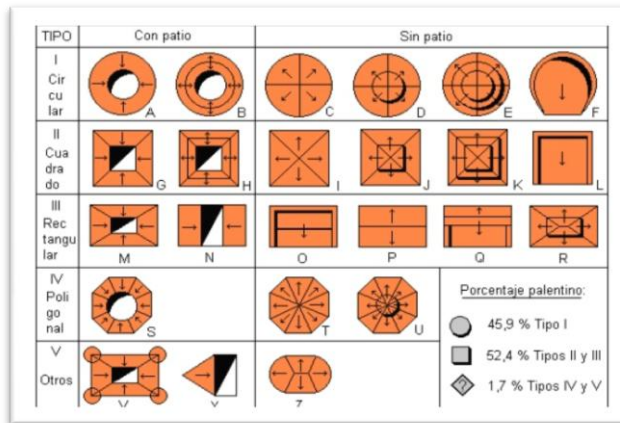 TIPO Con patio Sin patio
I
Cir
cu
lar
A B C D E F
II
Cua
dra
do
G H I J K L
III
Rec
tangu
lar
M N O P Q R
IV
Poli
go
nal
S T U
Porcentaje palentino:
45,9 % Tipo I
52,4 % Tipos II y III
? 1,7 % Tipos IV y V
V
Otros